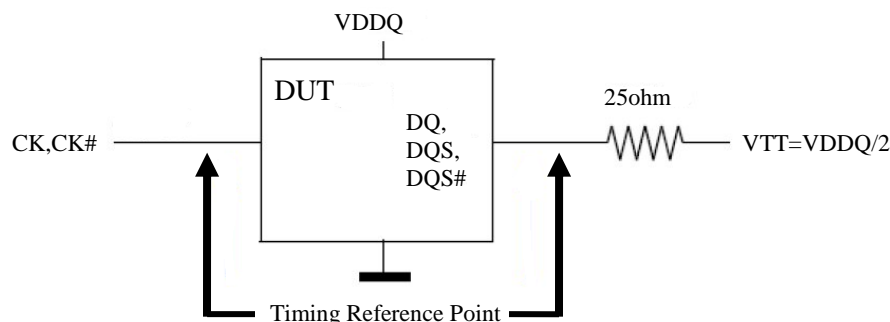 VDDQ
DUT
25ohm
CK,CK#
DQ,
DQS,
DQS#
VTT=VDDQ/2
Timing Reference Point